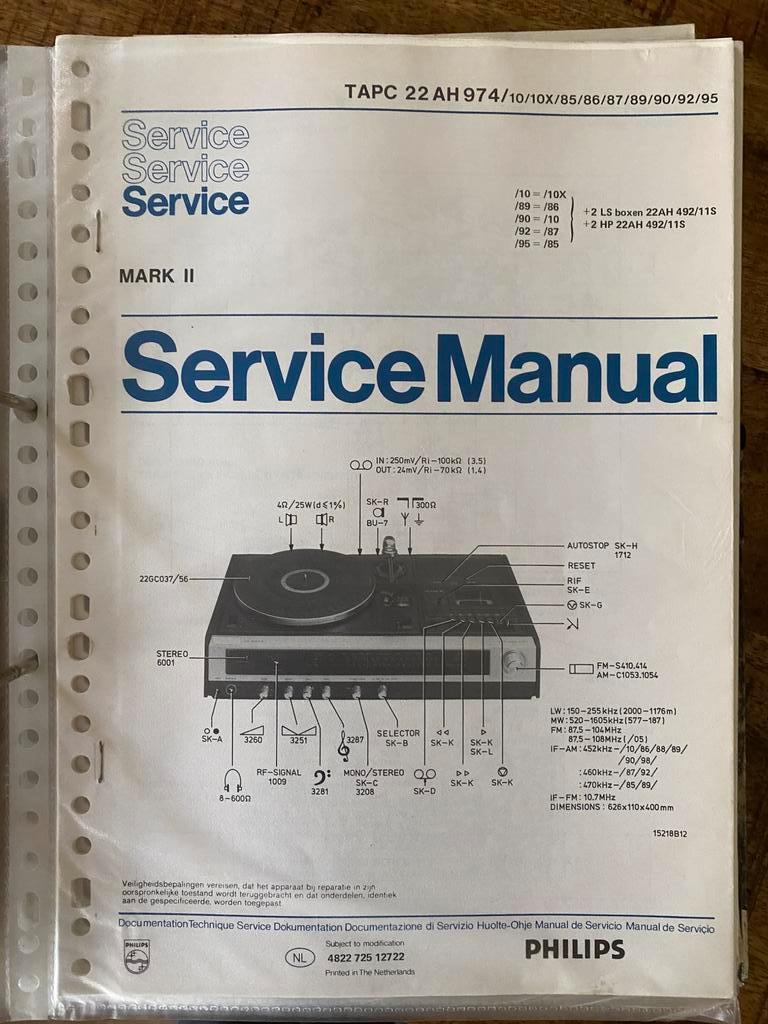 TAPC 22 AH 974/10/10X/85/86/87/89/90/92/95
Service
Service
Service
/10 = /10X
/89 = /86
/90 = /10
/92 = /87
/95 = /85
+2 LS boxen 22AH 492/11S
+2 HP 22AH 492/11S
MARK II
Service Manual
IN: 250mV/Ri-100kΩ (3.5)
OUT: 24mV/Ri-70kΩ (1.4)
4Ω/25W (d≤1%)
L R
SK-R
BU-7
300Ω
AUTOSTOP SK-H
1712
RESET
RIF
SK-E
SK-G
22GC037/56
STEREO
6001
FM-S410.414
AM-C1053.1054
SK-A
3260
3251
3287
SELECTOR
SK-B
SK-K
SK-K
SK-L
8-600Ω
RF-SIGNAL
1009
3281
MONO/STEREO
SK-C
3208
SK-D
SK-K
SK-K
LW: 150-255kHz (2000-1176m)
MW: 520-1605kHz (577-187)
FM: 87.5-104MHz
87.5-108MHz (/05)
IF-AM: 452kHz-/10/86/88/89/
/90/98/
:460kHz-/87/92/
:470kHz-/85/89/
IF-FM: 10.7MHz
DIMENSIONS: 626x110x400mm
15218B12
Veiligheidsbepalingen vereisen, dat het apparaat bij reparatie in zijn
oorspronkelijke toestand wordt teruggebracht en dat onderdelen, identiek
aan de gespecificeerde, worden toegepast.
Documentation Technique Service Dokumentation Documentazione di Servizio Huolto-Ohje Manual de Servicio Manual de Serviço
PHILIPS
NL
Subject to modification
4822 725 12722
Printed in The Netherlands
PHILIPS